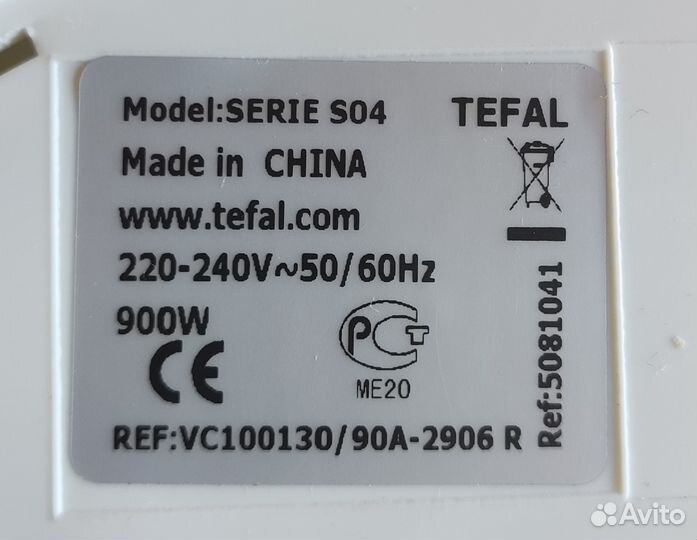 Model:SERIE S04 TEFAL
Made in CHINA
www.tefal.com
220-240V~50/60Hz
900W
CE
РСТ
ME20
REF:VC100130/90A-2906 R
Ref:5081041
Avito